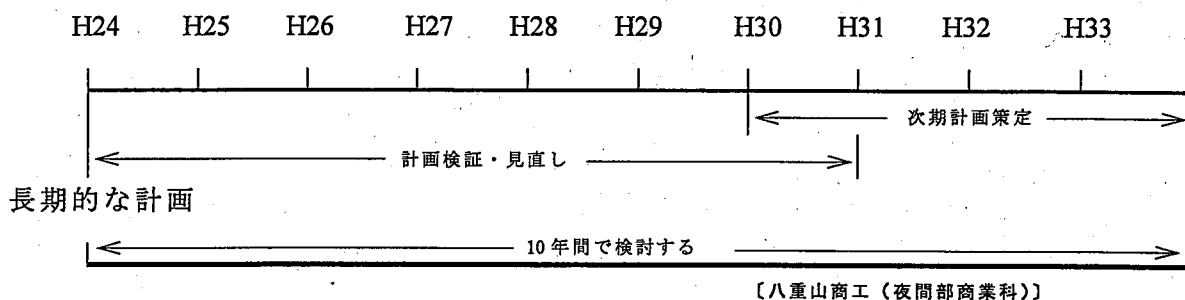 H24 H25 H26 H27 H28 H29 H30 H31 H32 H33
次期計画策定
計画検証・見直し
長期的な計画
10年間で検討する
〔八重山商工（夜間部商業科）〕